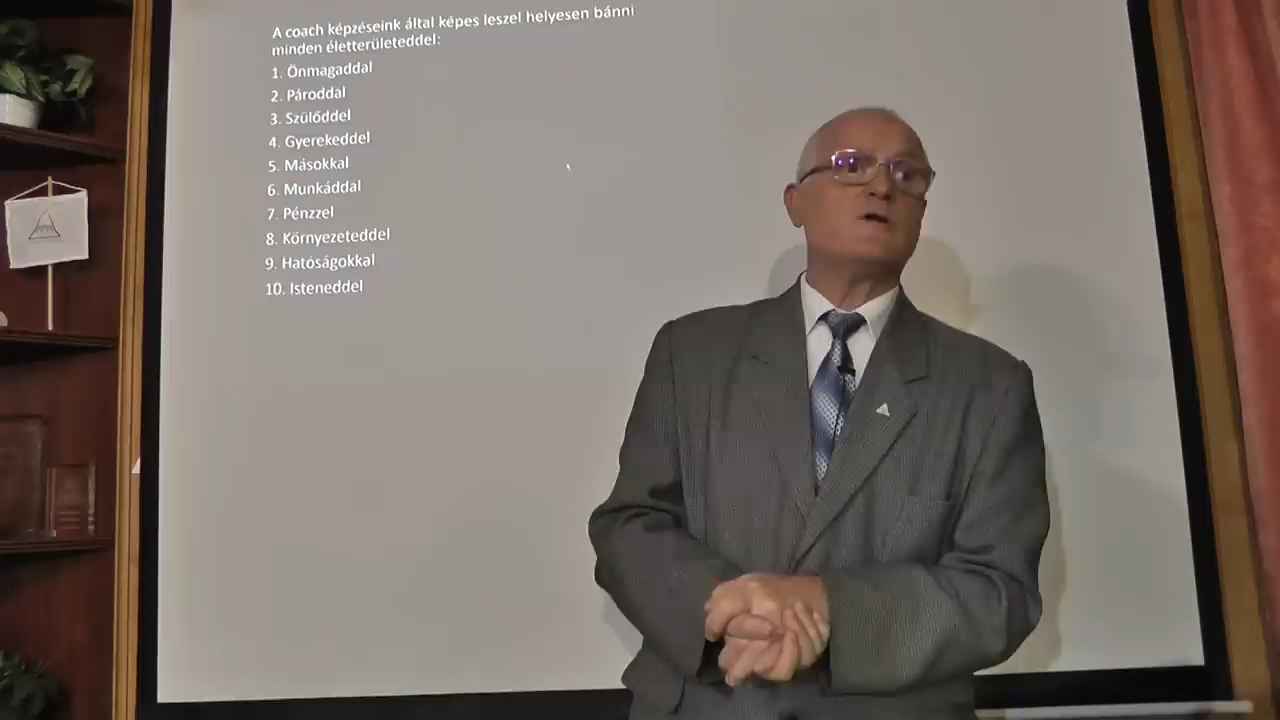 A coach képzéseink által képes leszel helyesen bánni
minden életterületeddel:
1. Önmagaddal
2. Pároddal
3. Szülőddel
4. Gyerekeddel
5. Másokkal
6. Munkáddal
7. Pénzzel
8. Környezeteddel
9. Hatóságokkal
10. Isteneddel